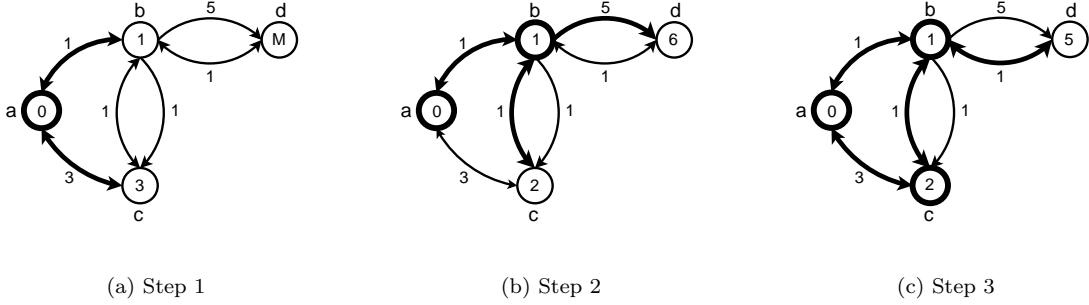 b 5 d b 5 d b 5 d
1 1 M 1 1 6 1 1 5
1 1 1
a 0 1 1 a 0 1 1 a 0 1 1
3 3 2 3 2 3
c c c
(a) Step 1 (b) Step 2 (c) Step 3